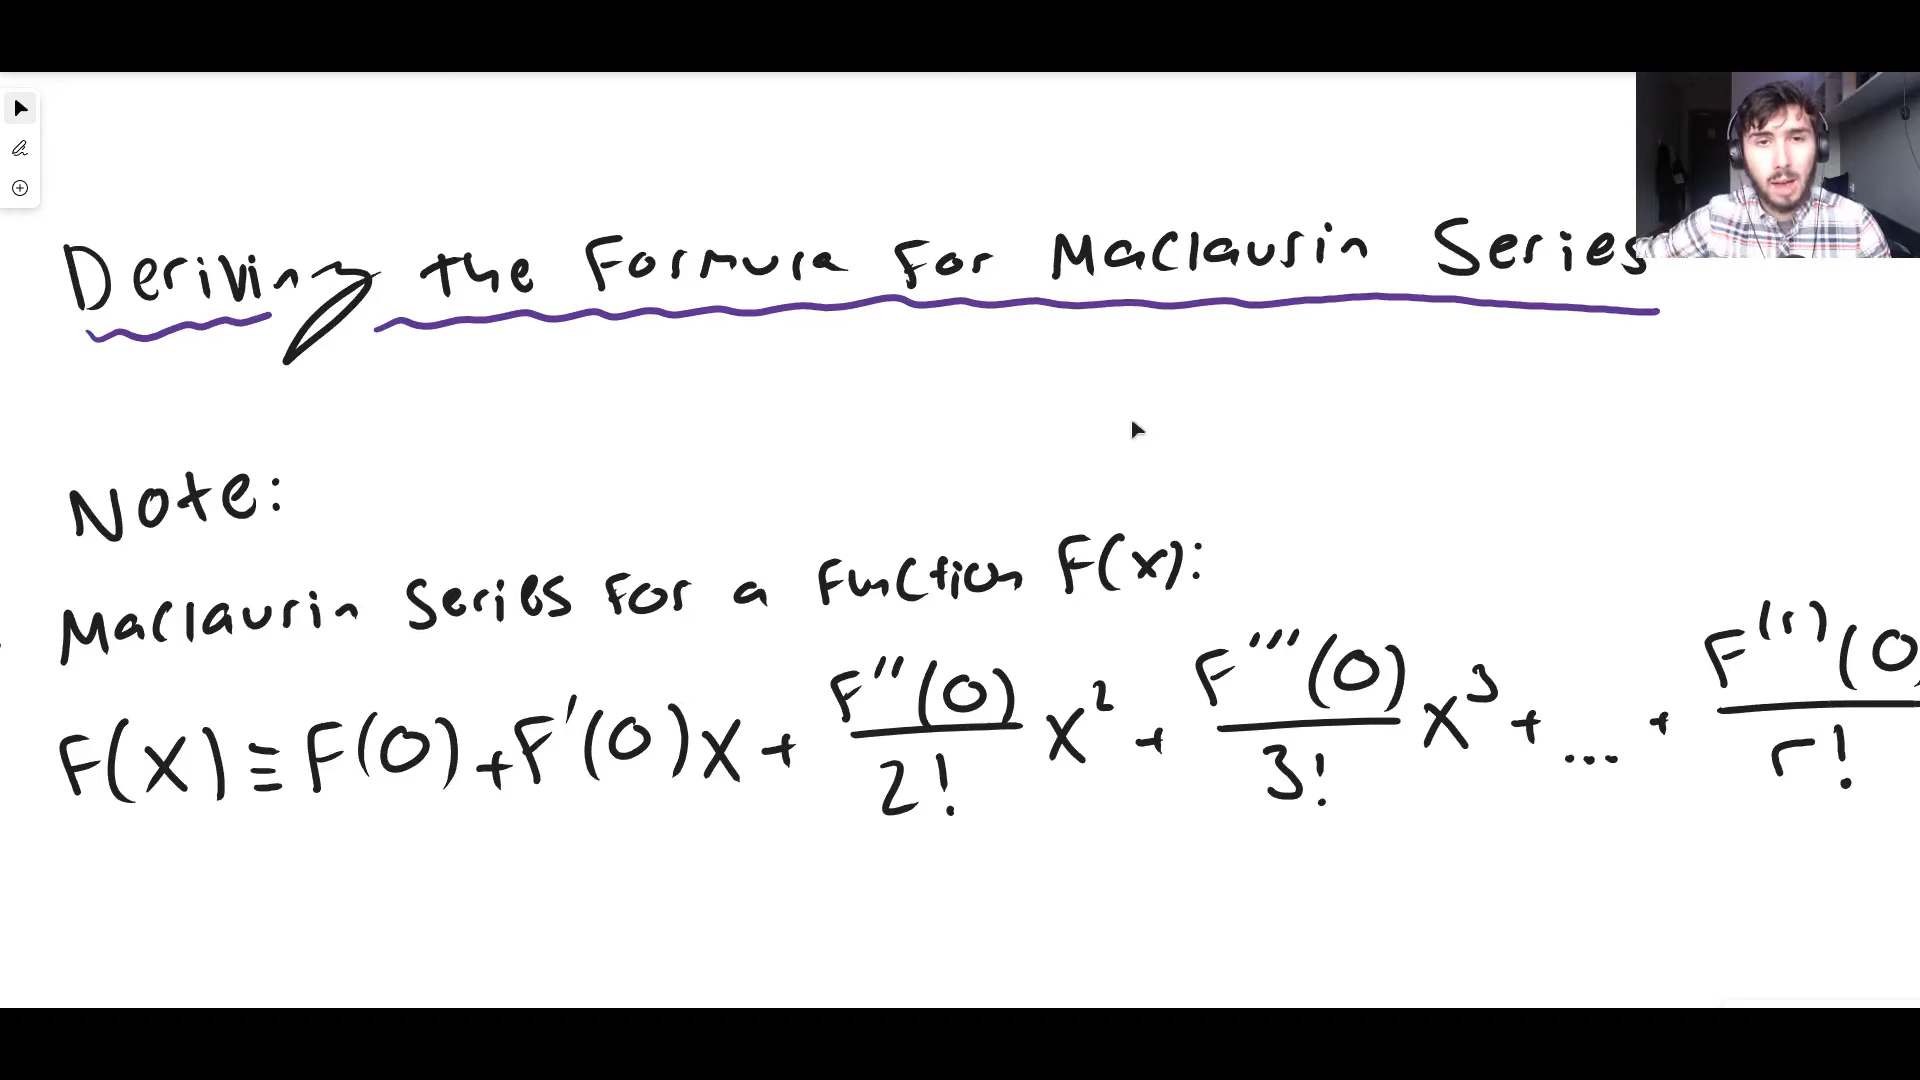 Deriving the Formula for Maclaurin Series
Note:
Maclaurin Series for a function F(x):
F(x) ≡ F(0) + F'(0)x + F''(0)/2! x² + F'''(0)/3! x³ + ... + F⁽ʳ⁾(0/r!